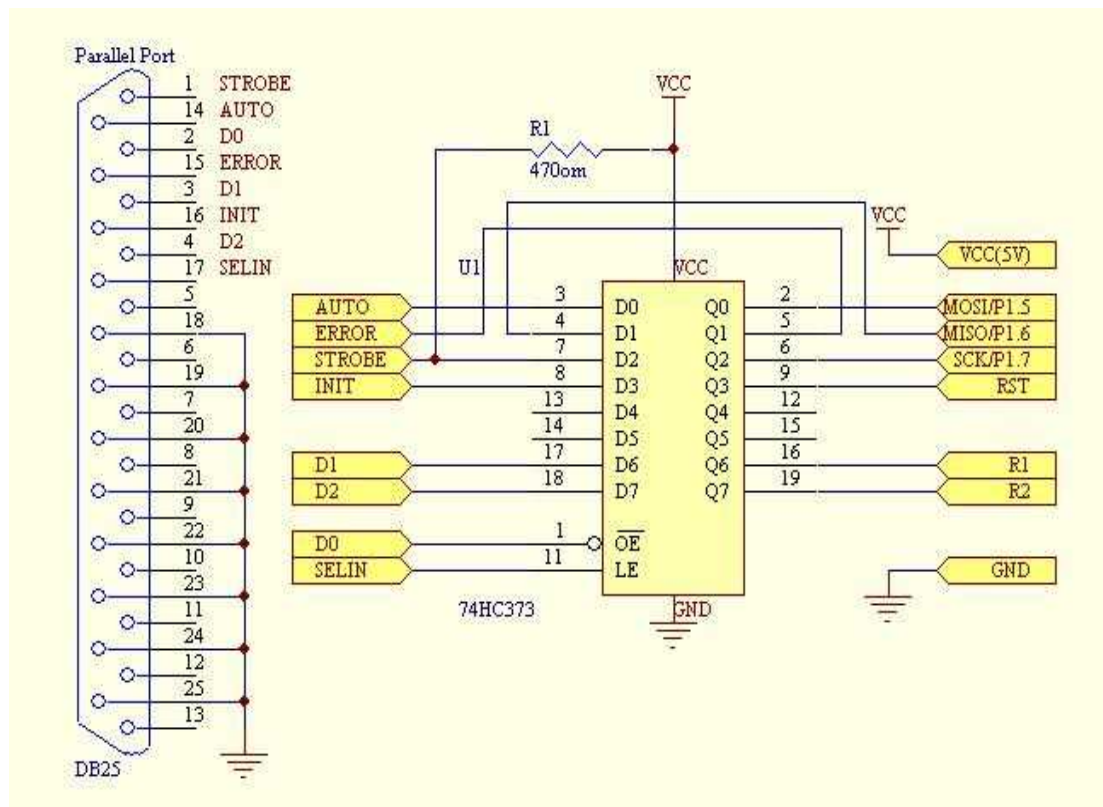 Parallel Port
1 STROBE
14 AUTO
2 D0
15 ERROR
3 D1
16 INIT
4 D2
17 SELIN
5
18
6
19
7
20
8
21
9
22
10
23
11
24
12
25
13
DB25
VCC
R1
470om
VCC
VCC(5V)
U1
VCC
AUTO 3 D0 Q0 2 MOSI/P1.5
ERROR 4 D1 Q1 5 MISO/P1.6
STROBE 7 D2 Q2 6 SCK/P1.7
INIT 8 D3 Q3 9 RST
13 D4 Q4 12
14 D5 Q5 15
D1 17 D6 Q6 16 R1
D2 18 D7 Q7 19 R2
D0 1 OE
SELIN 11 LE
GND
74HC373
GND